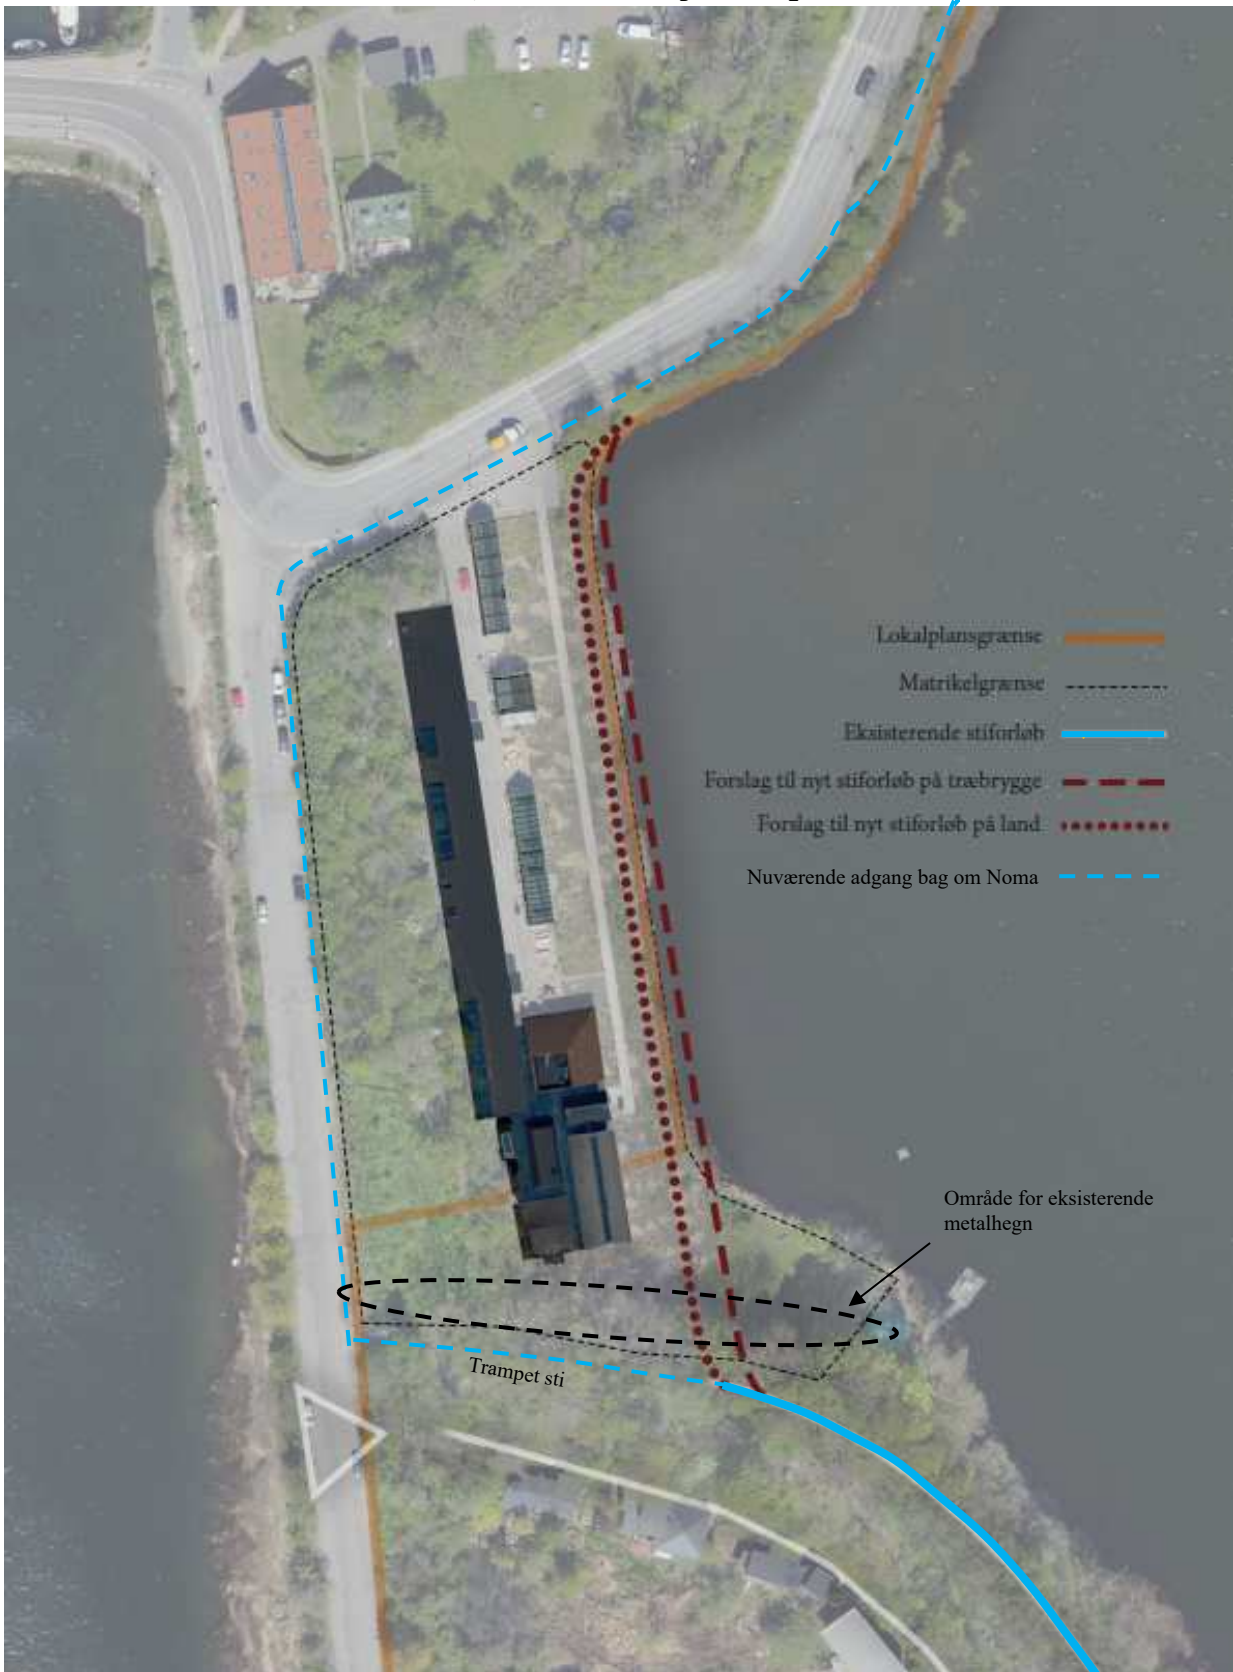 Lokalplansgrænse
Matrikelgrænse
Eksisterende stiforløb
Forslag til nyt stiforløb på træbrygge
Forslag til nyt stiforløb på land
Nuværende adgang bag om Noma
Område for eksisterende
metalhegn
Trampet sti